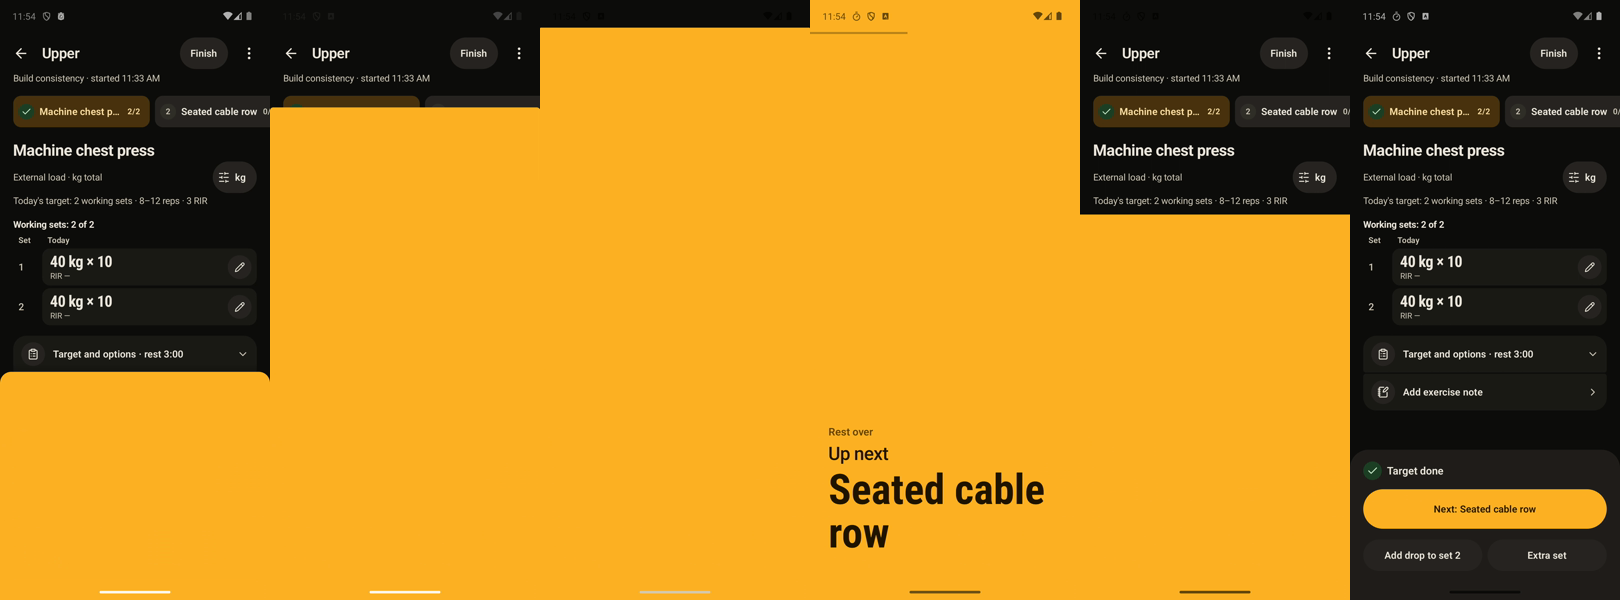 11:54
Upper
Finish
Build consistency · started 11:33 AM
Machine chest p... 2/2
2 Seated cable row 0/
Machine chest press
External load · kg total
kg
Today's target: 2 working sets · 8–12 reps · 3 RIR
Working sets: 2 of 2
Set Today
1 40 kg × 10
RIR –
2 40 kg × 10
RIR –
Target and options · rest 3:00
11:54
Upper
Finish
Build consistency · started 11:33 AM
11:54
11:54
Rest over
Up next
Seated cable
row
Upper
Finish
Build consistency · started 11:33 AM
Machine chest p... 2/2
2 Seated cable row 0/
Machine chest press
External load · kg total
kg
Today's target: 2 working sets · 8–12 reps · 3 RIR
11:54
Upper
Finish
Build consistency · started 11:33 AM
Machine chest p... 2/2
2 Seated cable row 0/
Machine chest press
External load · kg total
kg
Today's target: 2 working sets · 8–12 reps · 3 RIR
Working sets: 2 of 2
Set Today
1 40 kg × 10
RIR –
2 40 kg × 10
RIR –
Target and options · rest 3:00
Add exercise note
Target done
Next: Seated cable row
Add drop to set 2
Extra set